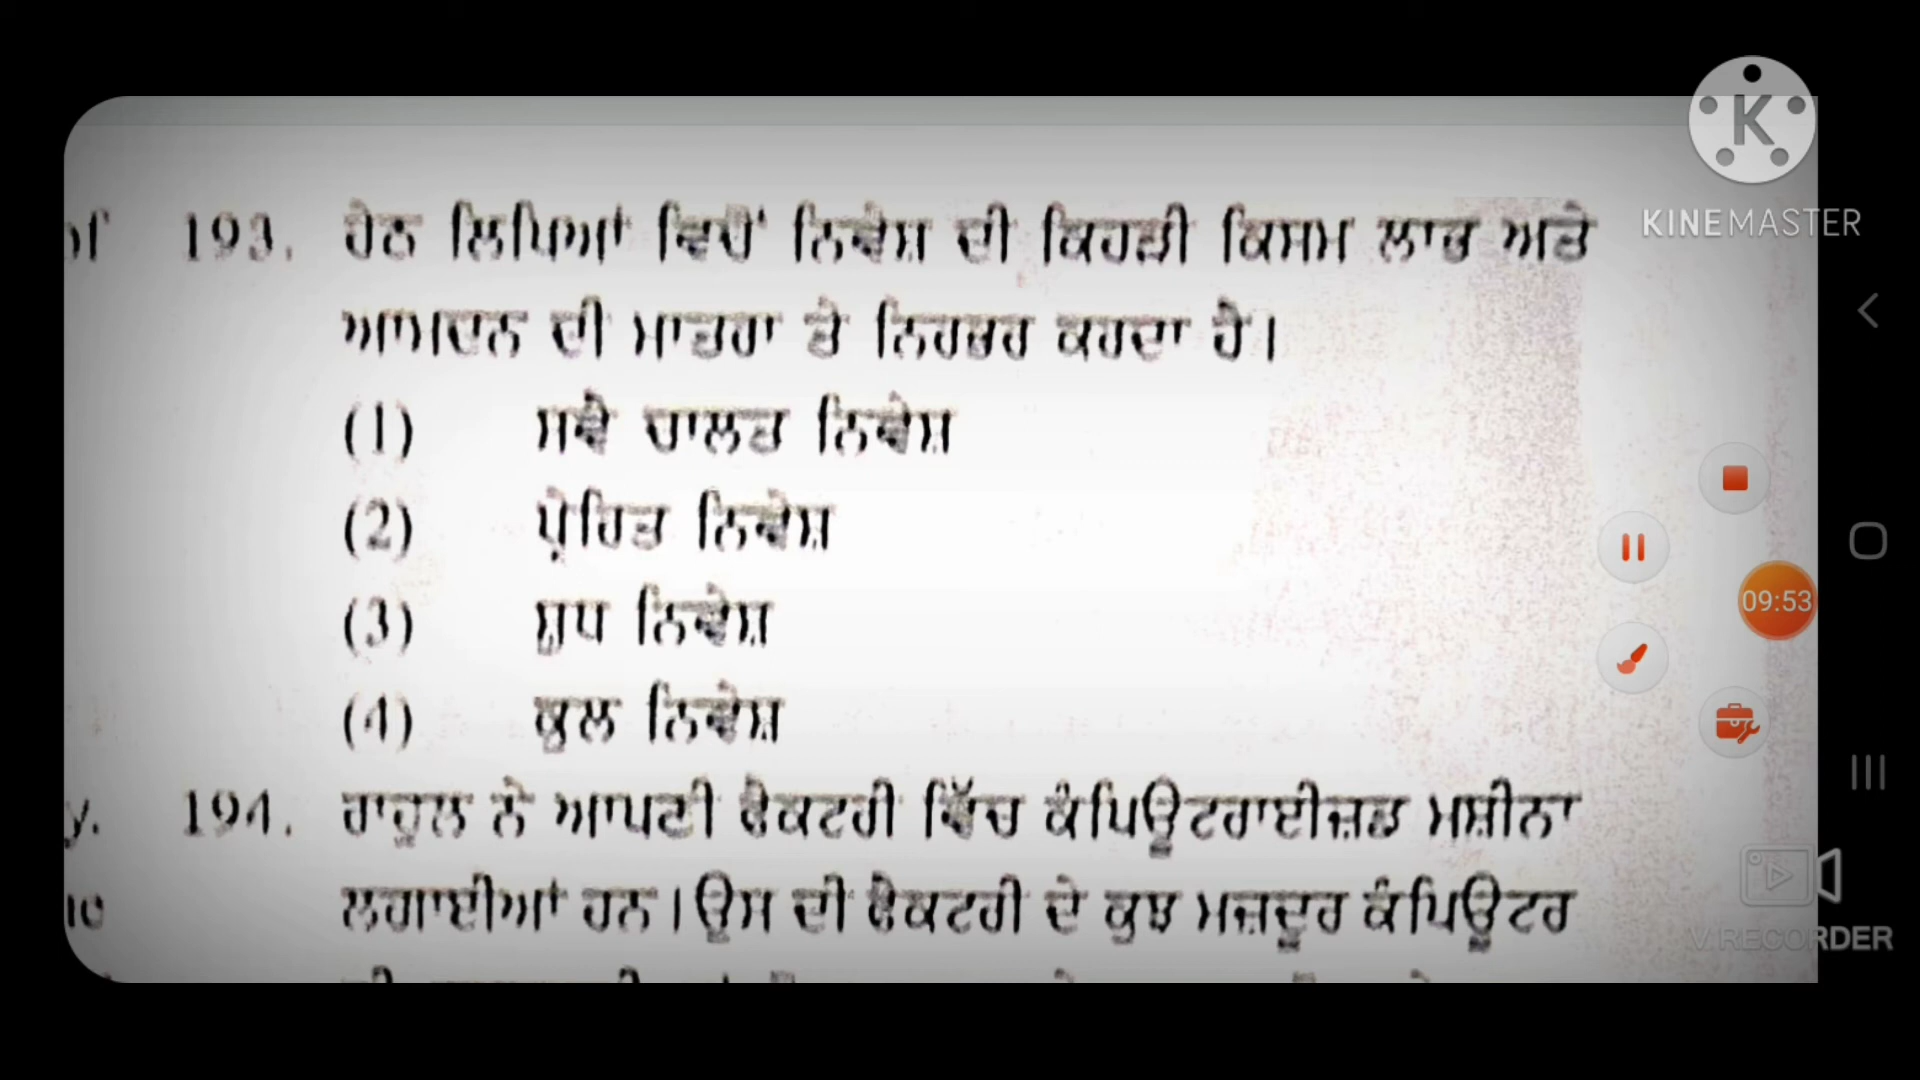 193. ਹੇਠ ਲਿਖਿਆਂ ਵਿਚੋਂ ਨਿਵੇਸ਼ ਦੀ ਕਿਹੜੀ ਕਿਸਮ ਲਾਭ ਅਤੇ
ਆਮਦਨ ਦੀ ਮਾਤਰਾ ਤੇ ਨਿਰਭਰ ਕਰਦਾ ਹੈ।
(1) ਸਵੈ ਚਾਲਤ ਨਿਵੇਸ਼
(2) ਪ੍ਰੇਰਿਤ ਨਿਵੇਸ਼
(3) ਸ਼ੁਧ ਨਿਵੇਸ਼
(4) ਕੁਲ ਨਿਵੇਸ਼
y. 194. ਰਾਹੁਲ ਨੇ ਆਪਣੀ ਫੈਕਟਰੀ ਵਿੱਚ ਕੰਪਿਊਟਰਾਈਜ਼ਡ ਮਸ਼ੀਨਾ
ਲਗਾਈਆਂ ਹਨ। ਉਸ ਦੀ ਫੈਕਟਰੀ ਦੇ ਕੁਝ ਮਜ਼ਦੂਰ ਕੰਪਿਊਟਰ
K
KINEMASTER
09:53
V RECORDER